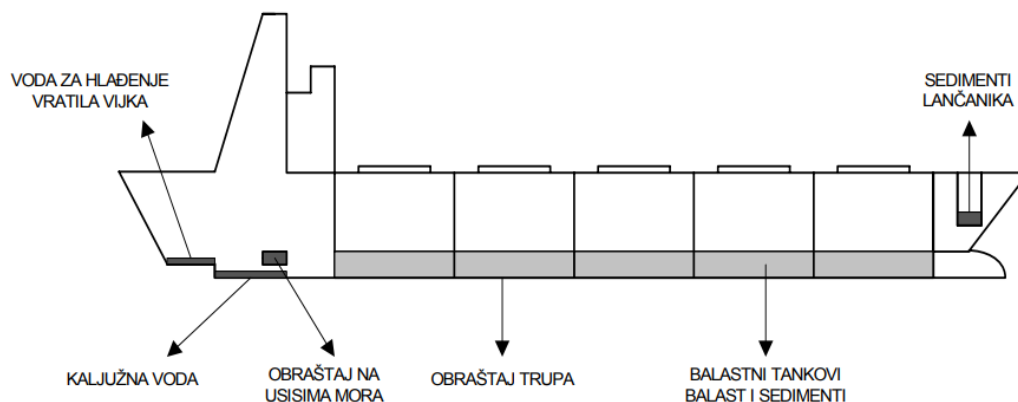 VODA ZA HLAĐENJE
VRATILA VIJKA
SEDIMENTI
LANČANIKA
KALJUŽNA VODA
OBRAŠTAJ NA
USISIMA MORA
OBRAŠTAJ TRUPA
BALASTNI TANKOVI
BALAST I SEDIMENTI